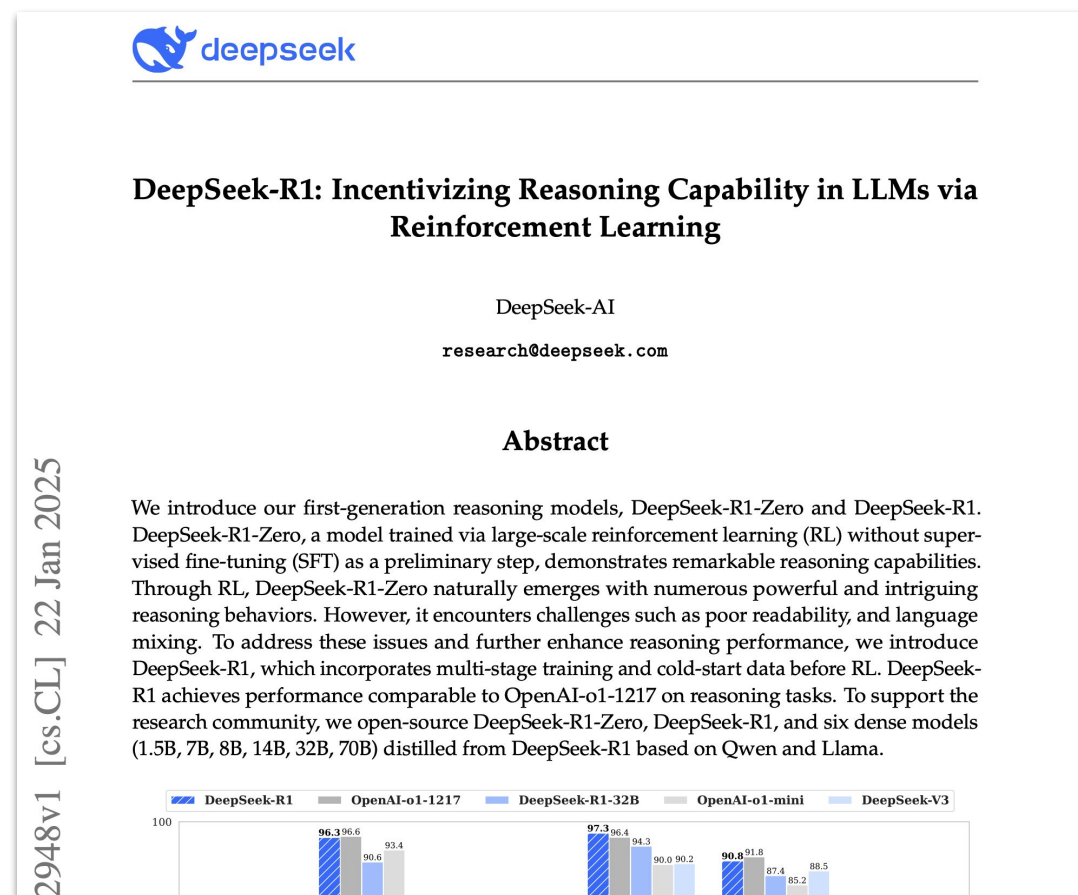 deepseek
DeepSeek-R1: Incentivizing Reasoning Capability in LLMs via
Reinforcement Learning
DeepSeek-AI
research@deepseek.com
Abstract
We introduce our first-generation reasoning models, DeepSeek-R1-Zero and DeepSeek-R1.
DeepSeek-R1-Zero, a model trained via large-scale reinforcement learning (RL) without super-
vised fine-tuning (SFT) as a preliminary step, demonstrates remarkable reasoning capabilities.
Through RL, DeepSeek-R1-Zero naturally emerges with numerous powerful and intriguing
reasoning behaviors. However, it encounters challenges such as poor readability, and language
mixing. To address these issues and further enhance reasoning performance, we introduce
DeepSeek-R1, which incorporates multi-stage training and cold-start data before RL. DeepSeek-
R1 achieves performance comparable to OpenAI-o1-1217 on reasoning tasks. To support the
research community, we open-source DeepSeek-R1-Zero, DeepSeek-R1, and six dense models
(1.5B, 7B, 8B, 14B, 32B, 70B) distilled from DeepSeek-R1 based on Qwen and Llama.
2948v1 [cs.CL] 22 Jan 2025
DeepSeek-R1 OpenAI-o1-1217 DeepSeek-R1-32B OpenAI-o1-mini DeepSeek-V3
100
96.3 96.6 90.6 93.4
97.3 96.4 94.3 90.0 90.2
90.8 91.8 87.4 85.2 88.5